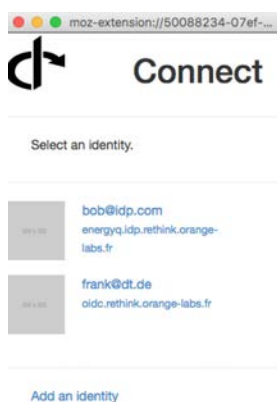 moz-extension://50088234-07ef-...
Connect
Select an identity.
bob@idp.com
energyq.idp.rethink.orange-
labs.fr
frank@dt.de
oidc.rethink.orange-labs.fr
Add an identity